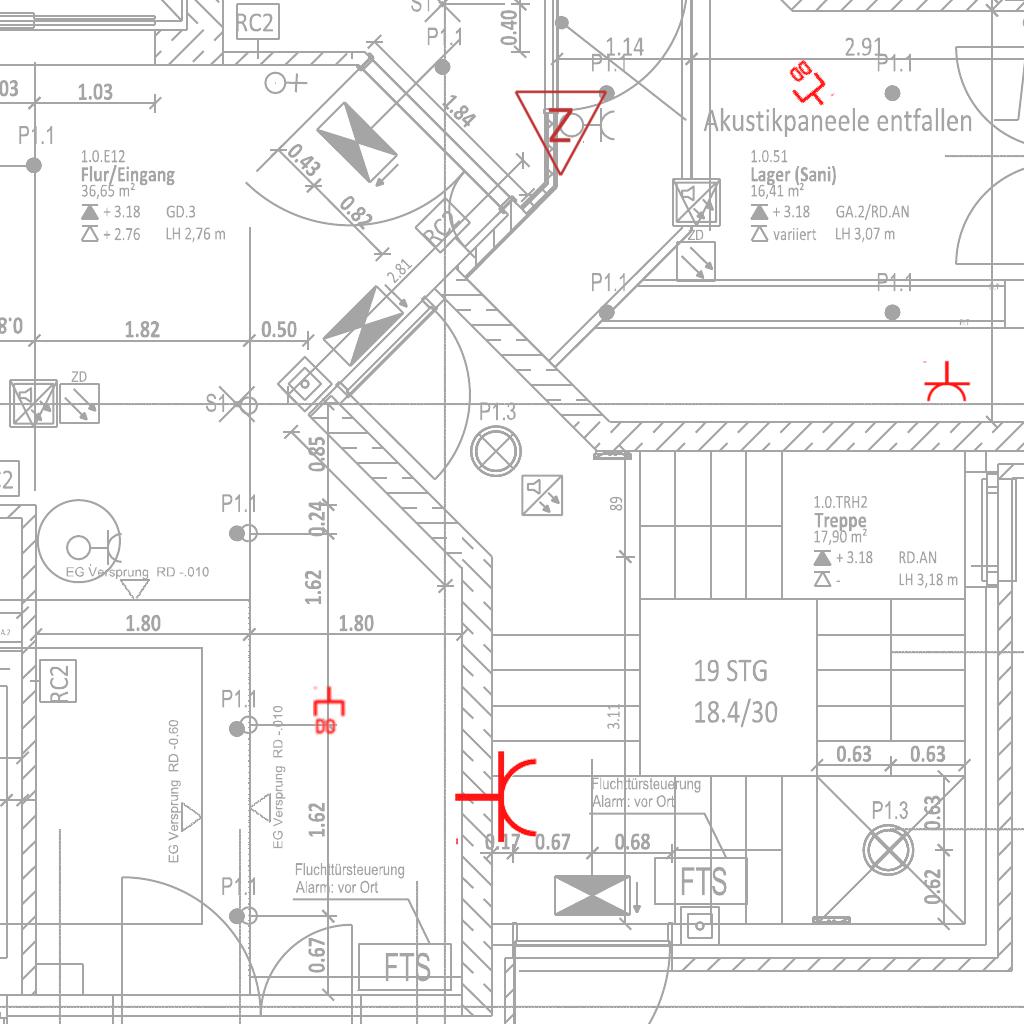 RC2
S1
P1.1
0.40
1.14
P1.1
2.91
P1.1
DO
03
1.03
1.84
Z
Akustikpaneele entfallen
P1.1
1.0.E12
Flur/Eingang
36,65 m²
+ 3.18 GD.3
+ 2.76 LH 2,76 m
0.43
0.82
RC2
1.0.51
Lager (Sani)
16,41 m²
+ 3.18 GA.2/RD.AN
variiert LH 3,07 m
ZD
2.81
P1.1
P1.1
1.82
0.50
ZD
S1
P1.3
0.85
89
P1.1
0.24
1.0.TRH2
Treppe
17,90 m²
+ 3.18 RD.AN
- LH 3,18 m
EG Versprung RD -.010
1.62
1.80
1.80
RC2
P1.1
19 STG
18.4/30
DO
3.11
EG Versprung RD -0.60
EG Versprung RD -.010
0.63
0.63
Fluchttürsteuerung
Alarm: vor Ort
P1.3
0.63
1.62
0.17
0.67
0.68
Fluchttürsteuerung
Alarm: vor Ort
P1.1
FTS
0.62
0.67
FTS